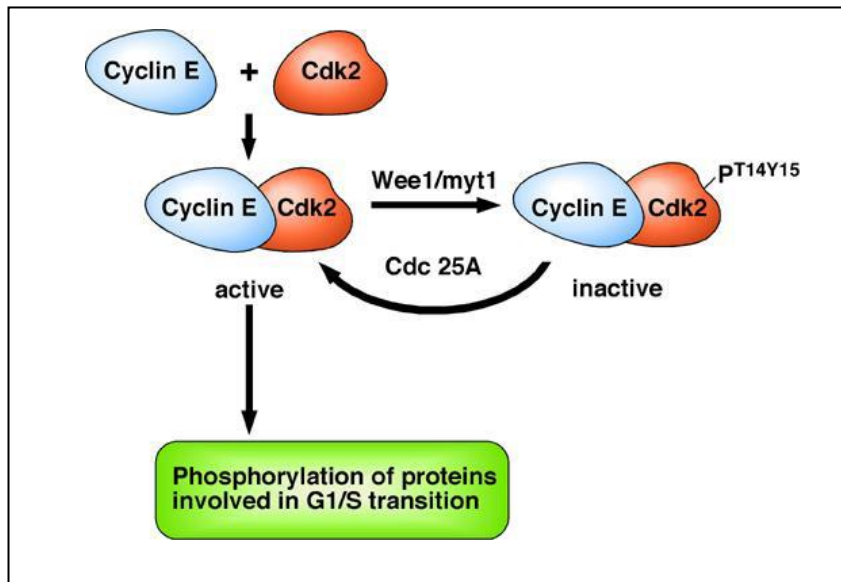 Cyclin E + Cdk2
Cyclin E Cdk2
active
Wee1/myt1
Cdc 25A
Cyclin E Cdk2 PT14Y15
inactive
Phosphorylation of proteins
involved in G1/S transition